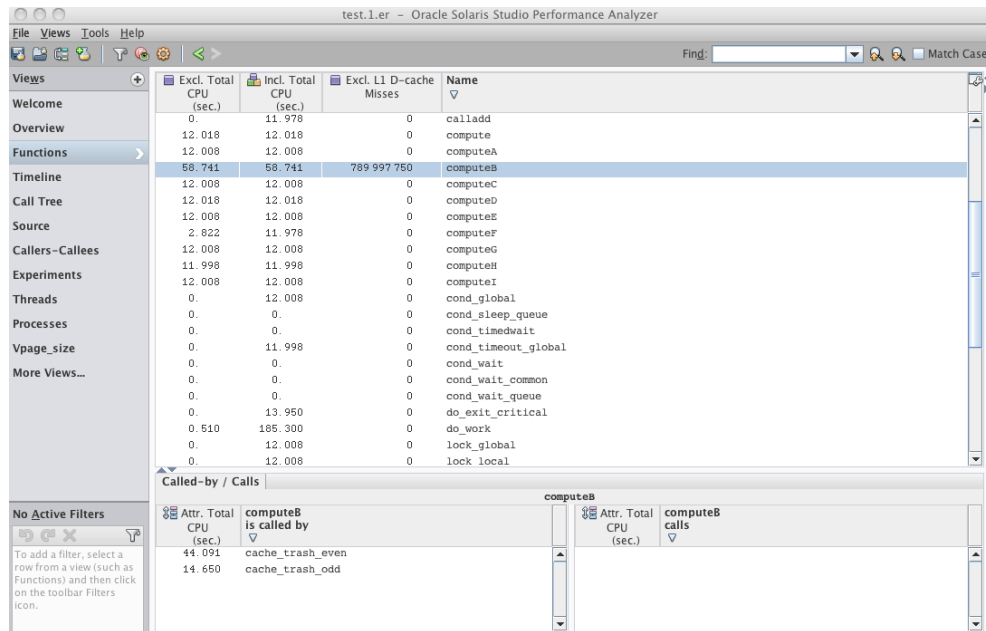 test.1.er - Oracle Solaris Studio Performance Analyzer
File Views Tools Help
Find: Match Case
Views
Welcome
Overview
Functions
Timeline
Call Tree
Source
Callers-Callees
Experiments
Threads
Processes
Vpage_size
More Views...
Excl. Total CPU (sec.) Incl. Total CPU (sec.) Excl. L1 D-cache Misses Name
0. 11.978 0 calladd
12.018 12.018 0 compute
12.008 12.008 0 computeA
58.741 58.741 789 997 750 computeB
12.008 12.008 0 computeC
12.018 12.018 0 computeD
12.008 12.008 0 computeE
2.822 11.978 0 computeF
12.008 12.008 0 computeG
11.998 11.998 0 computeH
12.008 12.008 0 computeI
0. 12.008 0 cond_global
0. 0. 0 cond_sleep_queue
0. 0. 0 cond_timedwait
0. 11.998 0 cond_timeout_global
0. 0. 0 cond_wait
0. 0. 0 cond_wait_common
0. 0. 0 cond_wait_queue
0. 13.950 0 do_exit_critical
0.510 185.300 0 do_work
0. 12.008 0 lock_global
0. 12.008 0 lock_local
Called-by / Calls
computeB
Attr. Total CPU (sec.) computeB is called by
44.091 cache_trash_even
14.650 cache_trash_odd
Attr. Total CPU (sec.) computeB calls
No Active Filters
To add a filter, select a
row from a view (such as
Functions) and then click
on the toolbar Filters
icon.